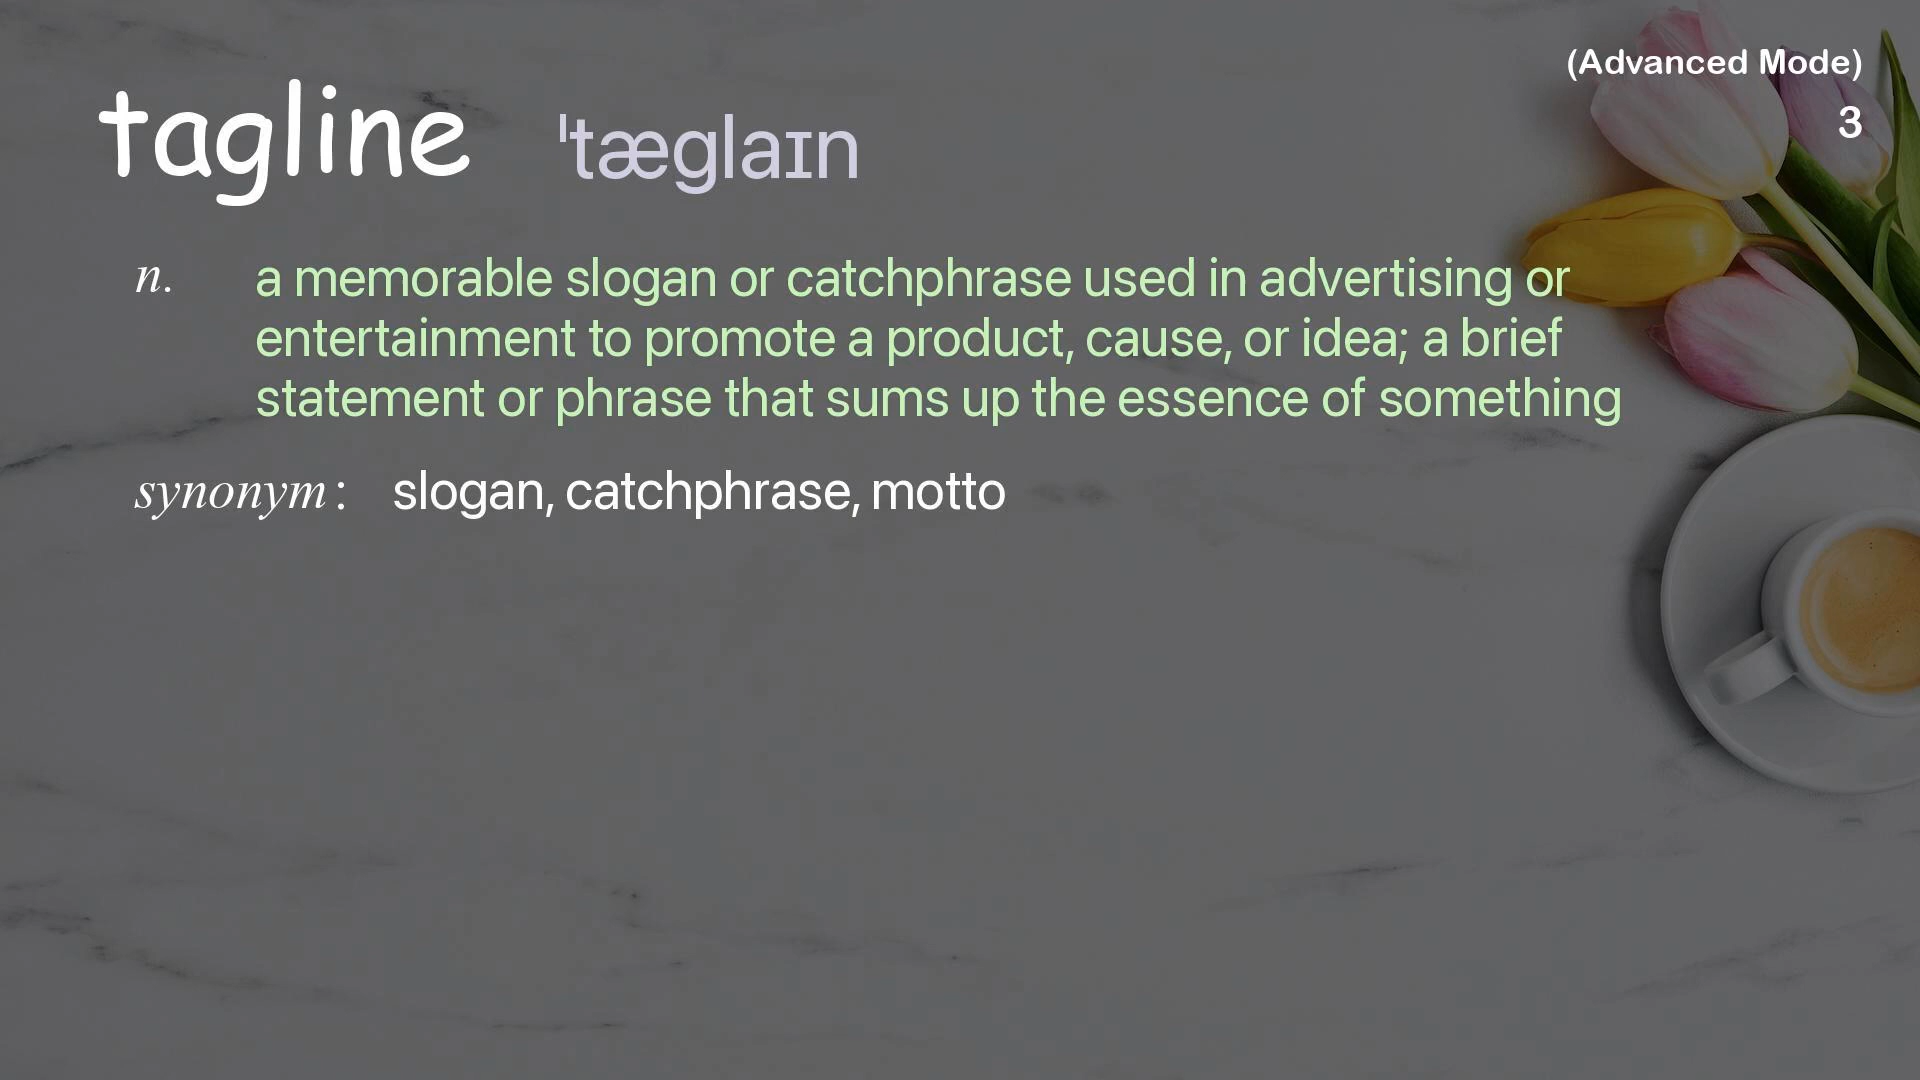 (Advanced Mode)
3
tagline ˈtæɡlaɪn
n. a memorable slogan or catchphrase used in advertising or
entertainment to promote a product, cause, or idea; a brief
statement or phrase that sums up the essence of something
synonym: slogan, catchphrase, motto